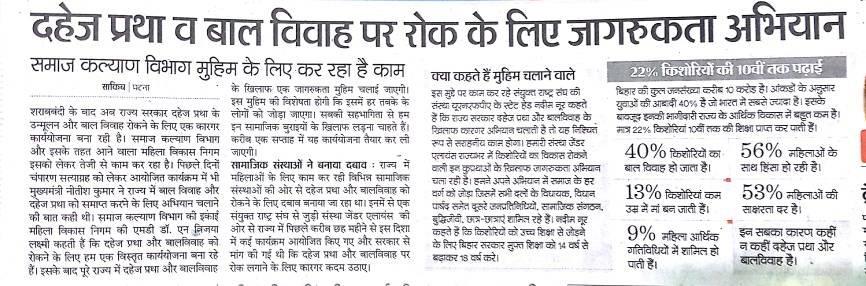 दहेज प्रथा व बाल विवाह पर रोक के लिए जागरुकता अभियान
समाज कल्याण विभाग मुहिम के लिए कर रहा है काम
साकिब | पटना
शराबबंदी के बाद अब राज्य सरकार दहेज प्रथा के
उन्मूलन और बाल विवाह रोकने के लिए एक कारगर
कार्ययोजना बना रही है। समाज कल्याण विभाग
और इसके तहत आने वाला महिला विकास निगम
इसको लेकर तेजी से काम कर रहा है। पिछले दिनों
चंपारण सत्याग्रह को लेकर आयोजित कार्यक्रम में भी
मुख्यमंत्री नीतीश कुमार ने राज्य में बाल विवाह और
दहेज प्रथा को समाप्त करने के लिए अभियान चलाने
की बात कही थी। समाज कल्याण विभाग की इकाई
महिला विकास निगम की एमडी डॉ. एन विजया
लक्ष्मी कहती हैं कि दहेज प्रथा और बालविवाह को
रोकने के लिए हम एक विस्तृत कार्ययोजना बना रहे
हैं। इसके बाद पूरे राज्य में दहेज प्रथा और बालविवाह
के खिलाफ एक जागरुकता मुहिम चलाई जाएगी।
इस मुहिम की विशेषता होगी कि इसमें हर तबके के
लोगों को जोड़ा जाएगा। सबकी सहभागिता से हम
इन सामाजिक बुराइयों के खिलाफ लड़ना चाहते हैं।
करीब एक सप्ताह में यह कार्ययोजना तैयार कर ली
जाएगी।
सामाजिक संस्थाओं ने बनाया दबाव : राज्य में
महिलाओं के लिए काम कर रही विभिन्न सामाजिक
संस्थाओं की ओर से दहेज प्रथा और बालविवाह को
रोकने के लिए दबाव बनाया जा रहा था। इनमें से एक
संयुक्त राष्ट्र संघ से जुड़ी संस्था जेंडर एलायंस की
ओर से राज्य में पिछले करीब छह महीने से इस दिशा
में कई कार्यक्रम आयोजित किए गए और सरकार से
मांग की गई थी कि दहेज प्रथा और बालविवाह पर
रोक लगाने के लिए कारगर कदम उठाए।
क्या कहते हैं मुहिम चलाने वाले
इस मुद्दे पर काम कर रहे संयुक्त राष्ट्र संघ की
संस्था यूएनएफपीए के स्टेट हेड नदीम नूर कहते
हैं कि राज्य सरकार दहेज प्रथा और बालविवाह के
खिलाफ कारगर अभियान चलाती है तो यह निश्चित
रूप से सराहनीय काम होगा। हमारी संस्था जेंडर
एलायंस राज्यभर में किशोरियों का विकास रोकने
वाली इन कुप्रथाओं के खिलाफ जागरुकता अभियान
चला रही है। हमने अपने अभियान में समाज के हर
वर्ग को जोड़ा जिसमें सभी दलों के विधायक, विधान
पार्षद समेत दूसरे जनप्रतिनिधियों, सामाजिक संगठन,
बुद्धिजीवी, छात्र-छात्राएं शामिल रहे हैं। नदीम नूर
कहते हैं कि किशोरियों को उच्च शिक्षा से जोड़ने
के लिए बिहार सरकार मुफ्त शिक्षा को 14 वर्ष से
बढ़ाकर 18 वर्ष करे।
22% किशोरियों की 10वीं तक पढ़ाई
बिहार की कुल जनसंख्या करीब 10 करोड़ है। आंकड़ों के अनुसार
युवाओं की आबादी 40% है जो भारत में सबसे ज्यादा है। इसके
बावजूद इनकी भागीदारी राज्य के आर्थिक विकास में बहुत कम है।
मात्र 22% किशोरियां 10वीं तक की शिक्षा प्राप्त कर पाती हैं।
40% किशोरियों का
बाल विवाह हो जाता है।
56% महिलाओं के
साथ हिंसा हो रही है।
13% किशोरियां कम
उम्र में मां बन जाती हैं।
53% महिलाओं की
साक्षरता दर है।
9% महिला आर्थिक
गतिविधियों में शामिल हो
पाती हैं।
इन सबका कारण कहीं
न कहीं दहेज प्रथा और
बालविवाह है।